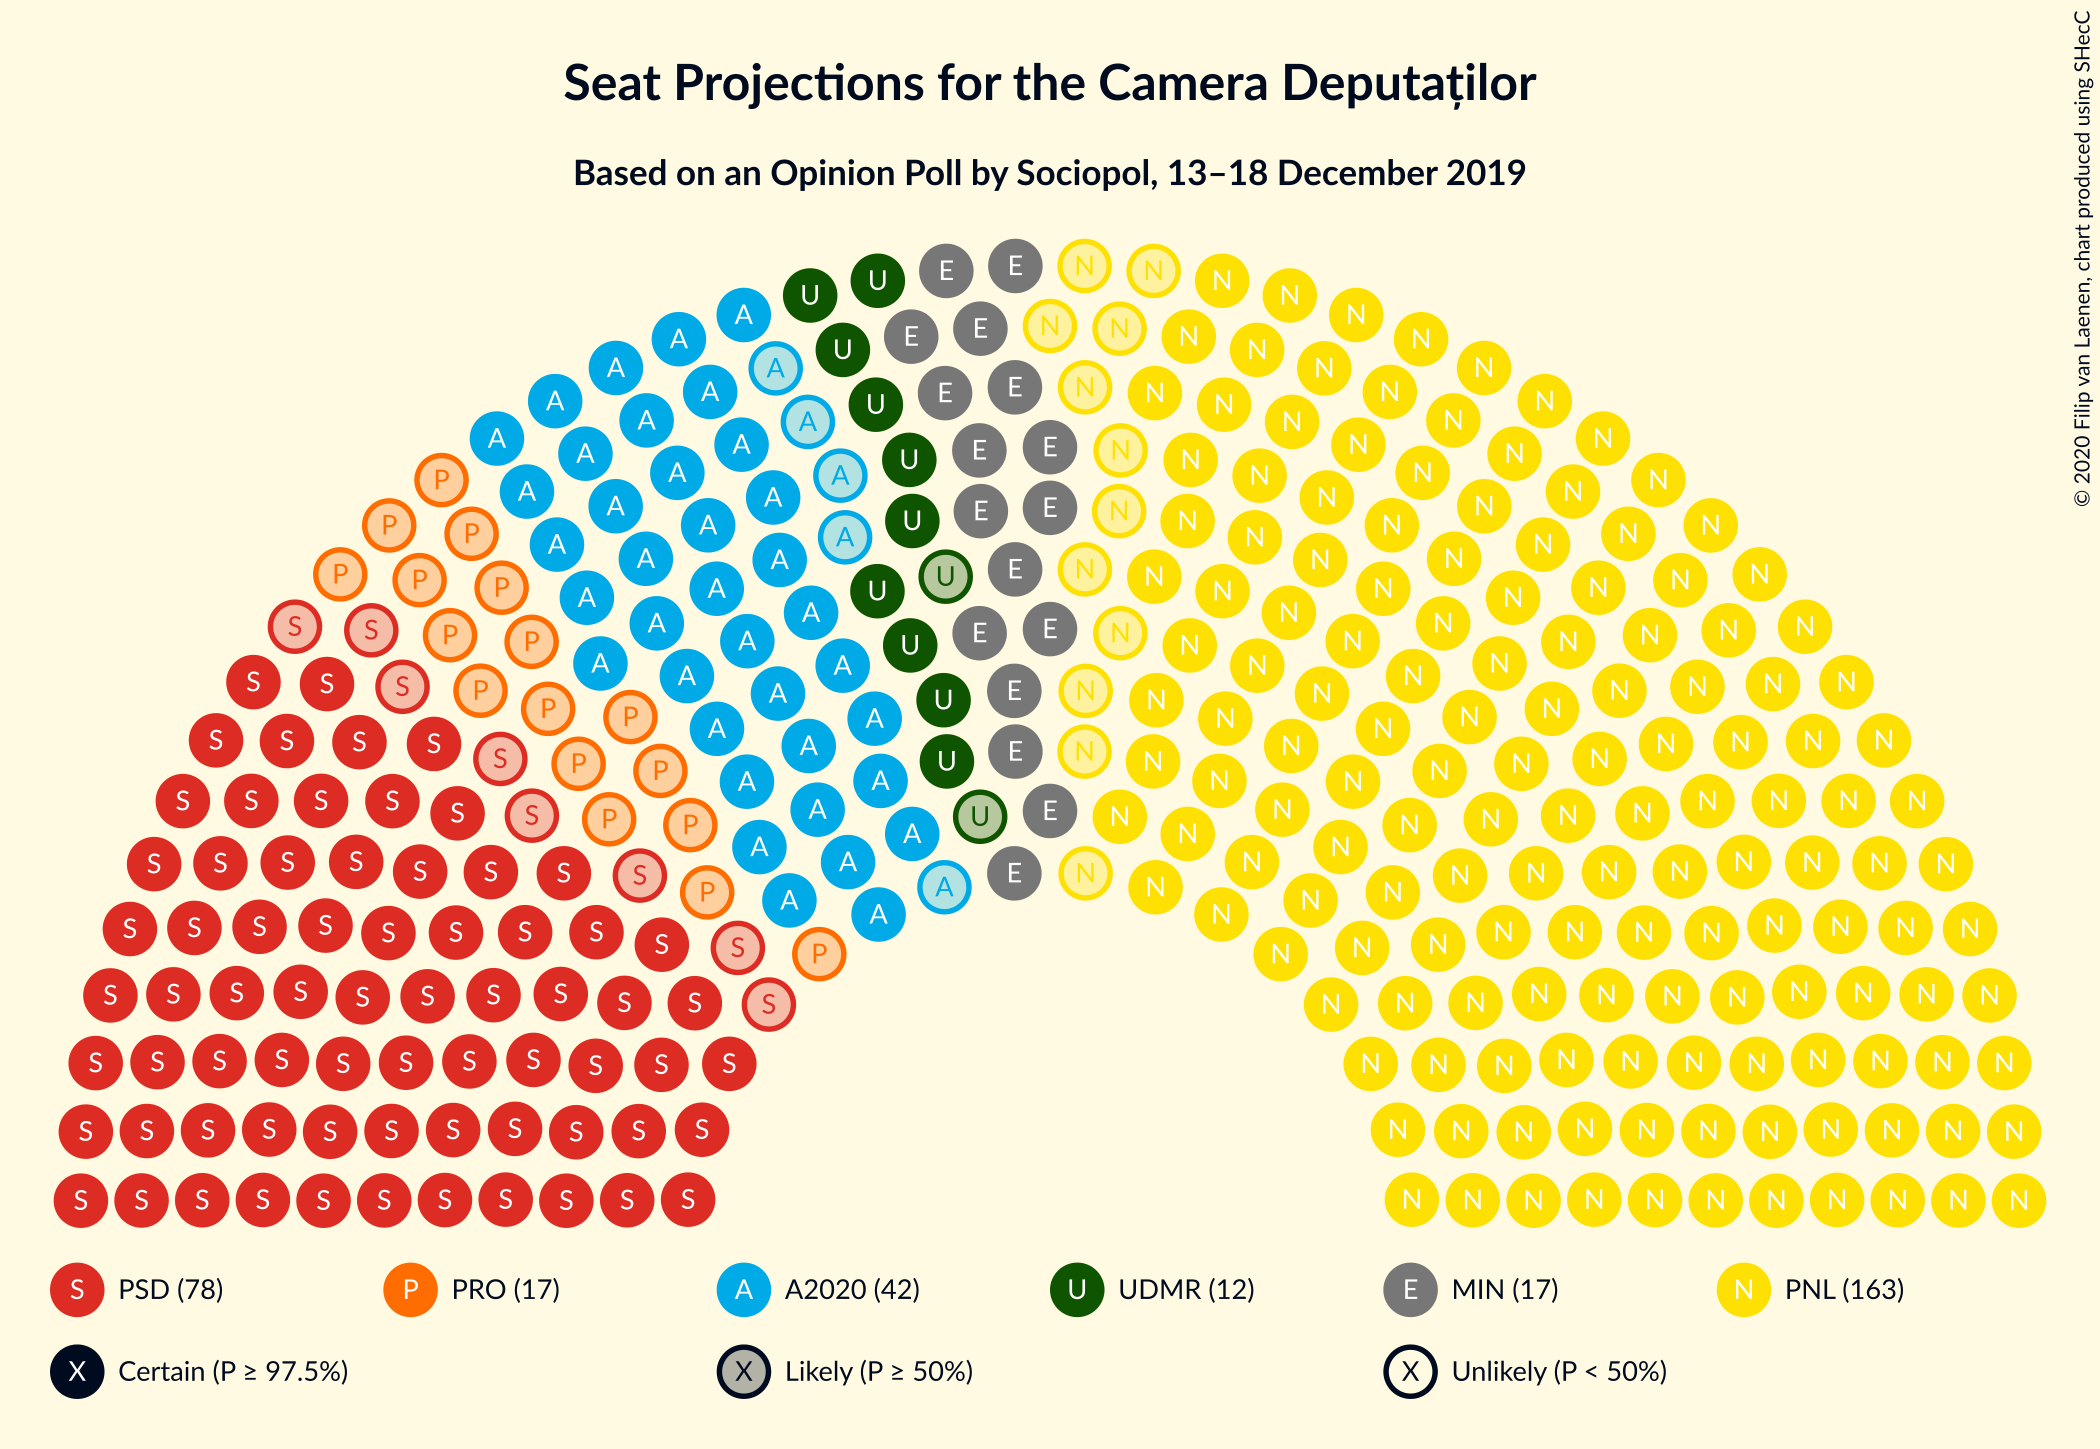 Seat Projections for the Camera Deputaților
Based on an Opinion Poll by Sociopol, 13–18 December 2019
© 2020 Filip van Laenen, chart produced using SHecC
S PSD (78)
P PRO (17)
A A2020 (42)
U UDMR (12)
E MIN (17)
N PNL (163)
X Certain (P ≥ 97.5%)
X Likely (P ≥ 50%)
X Unlikely (P < 50%)